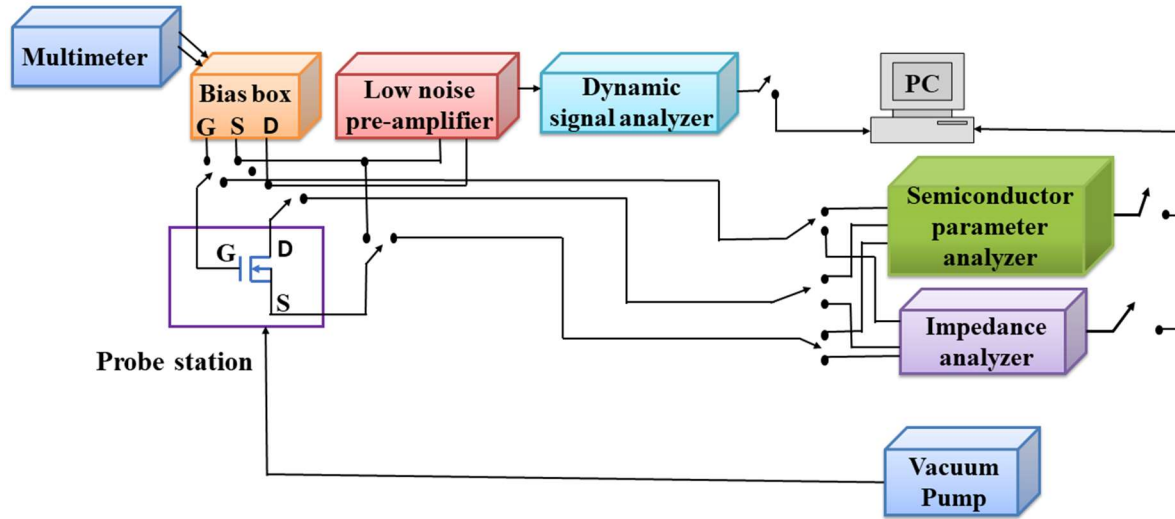 Multimeter
Bias box
G S D
Low noise
pre-amplifier
Dynamic
signal analyzer
PC
Semiconductor
parameter
analyzer
G
D
S
Impedance
analyzer
Probe station
Vacuum
Pump